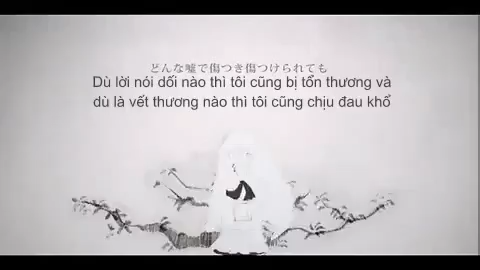 どんな嘘で傷つき傷つけられても
Dù lời nói dối nào thì tôi cũng bị tổn thương và
dù là vết thương nào thì tôi cũng chịu đau khổ